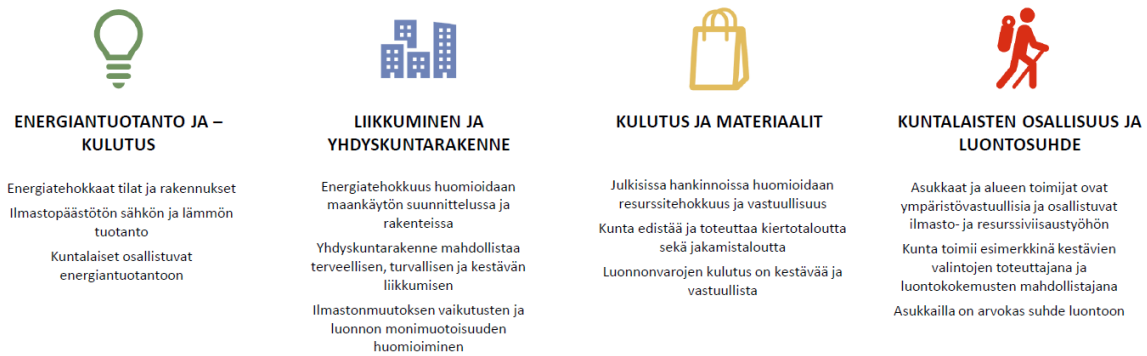 ENERGIANTUOTANTO JA –
KULUTUS
Energiatehokkaat tilat ja rakennukset
Ilmastopäästötön sähkön ja lämmön
tuotanto
Kuntalaiset osallistuvat
energiantuotantoon
LIIKKUMINEN JA
YHDYSKUNTARAKENNE
Energiatehokkuus huomioidaan
maankäytön suunnittelussa ja
rakenteissa
Yhdyskuntarakenne mahdollistaa
terveellisen, turvallisen ja kestävän
liikkumisen
Ilmastonmuutoksen vaikutusten ja
luonnon monimuotoisuuden
huomioiminen
KULUTUS JA MATERIAALIT
Julkisissa hankinnoissa huomioidaan
resurssitehokkuus ja vastuullisuus
Kunta edistää ja toteuttaa kiertotaloutta
sekä jakamistaloutta
Luonnonvarojen kulutus on kestävää ja
vastuullista
KUNTALAISTEN OSALLISUUS JA
LUONTOSUHDE
Asukkaat ja alueen toimijat ovat
ympäristövastuullisia ja osallistuvat
ilmasto- ja resurssiviisaustyöhön
Kunta toimii esimerkkinä kestävien
valintojen toteuttajana ja
luontokokemusten mahdollistajana
Asukkailla on arvokas suhde luontoon